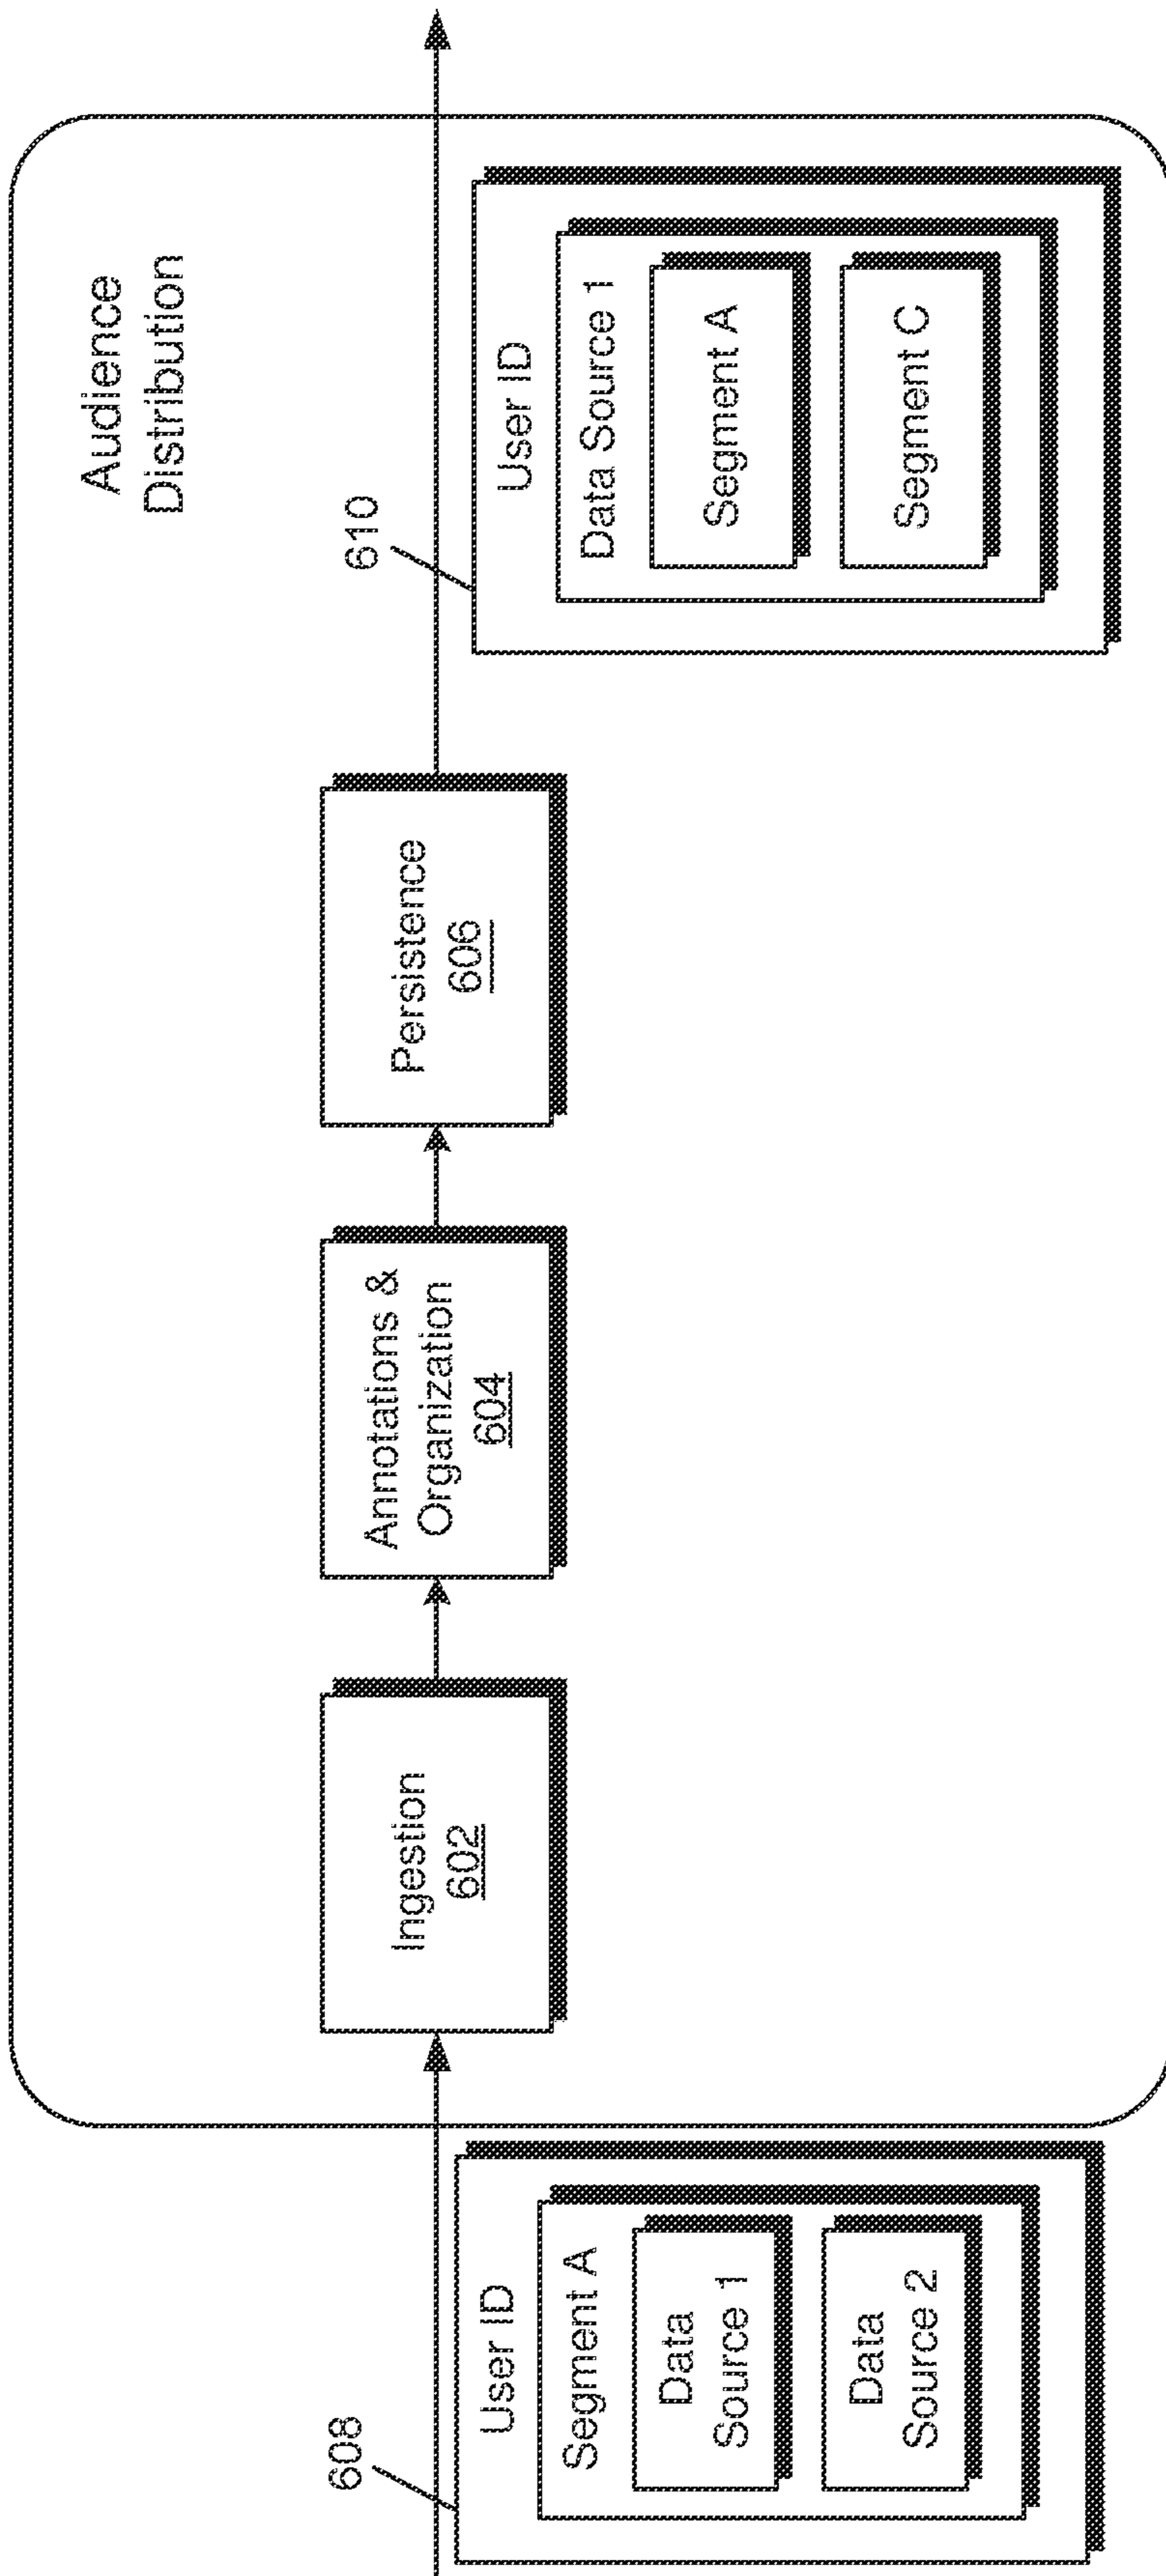 Audience
Distribution
608
User ID
Segment A
Data
Source 1
Data
Source 2
Ingestion
602
Annotations &
Organization
604
Persistence
606
610
User ID
Data Source 1
Segment A
Segment C